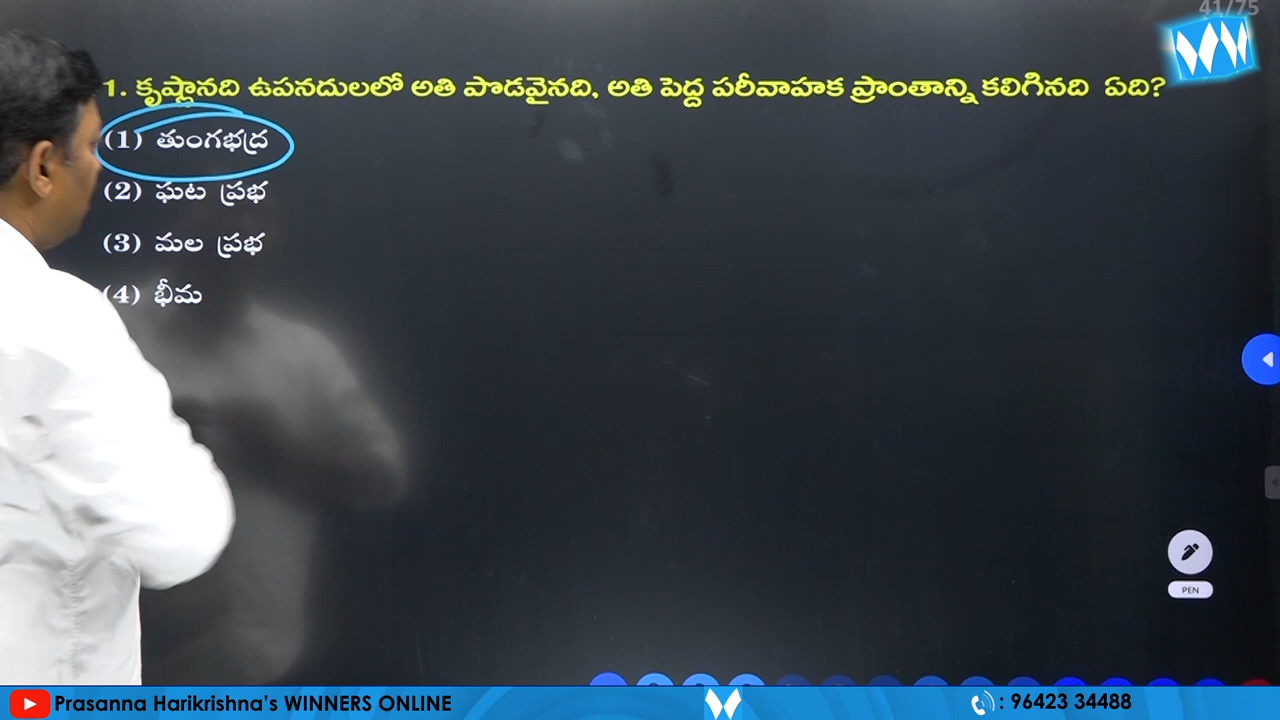 41/75
1. కృష్ణానది ఉపనదులలో అతి పొడవైనది, అతి పెద్ద పరీవాహక ప్రాంతాన్ని కలిగినది ఏది?
(1) తుంగభద్ర
(2) ఘట ప్రభ
(3) మల ప్రభ
(4) భీమ
PEN
Prasanna Harikrishna's WINNERS ONLINE
: 96423 34488